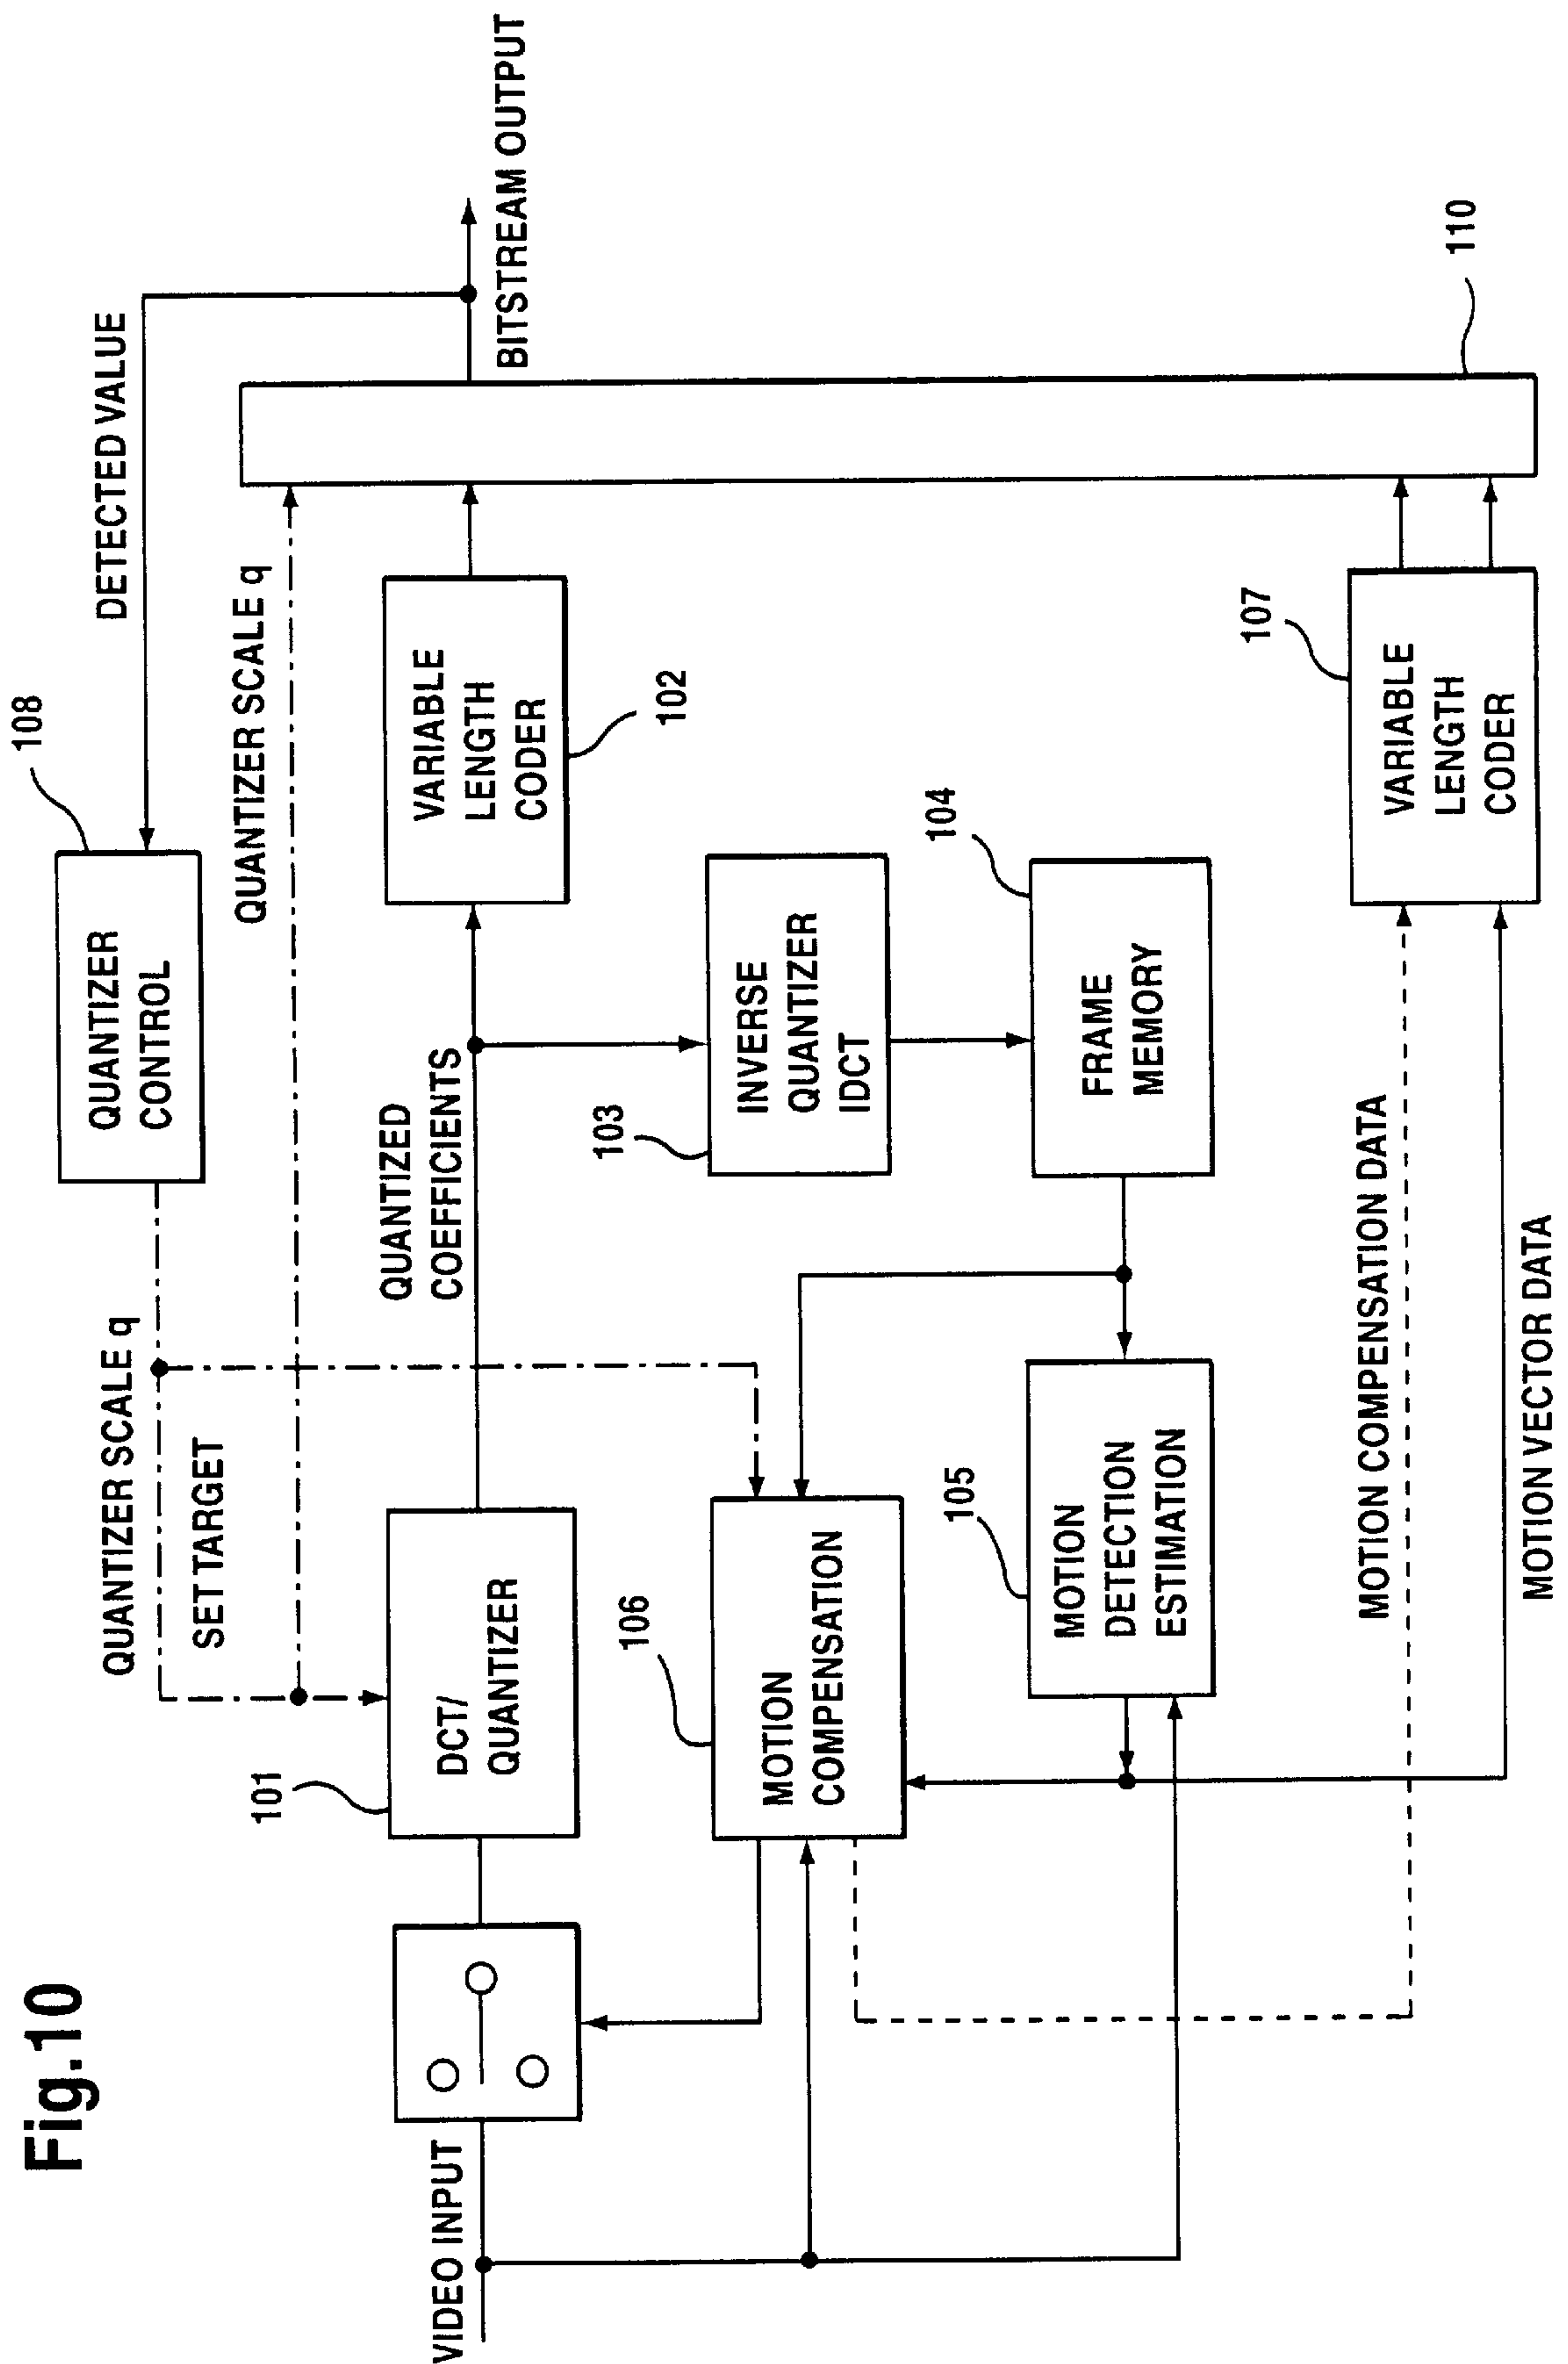 Fig.10
108
QUANTIZER
CONTROL
DETECTED VALUE
QUANTIZER SCALE q
SET TARGET
QUANTIZER SCALE q
BITSTREAM OUTPUT
VIDEO INPUT
101
DCT/
QUANTIZER
QUANTIZED
COEFFICIENTS
VARIABLE
LENGTH
CODER
102
103
INVERSE
QUANTIZER
IDCT
106
MOTION
COMPENSATION
104
FRAME
MEMORY
105
MOTION
DETECTION
ESTIMATION
107
VARIABLE
LENGTH
CODER
110
MOTION COMPENSATION DATA
MOTION VECTOR DATA